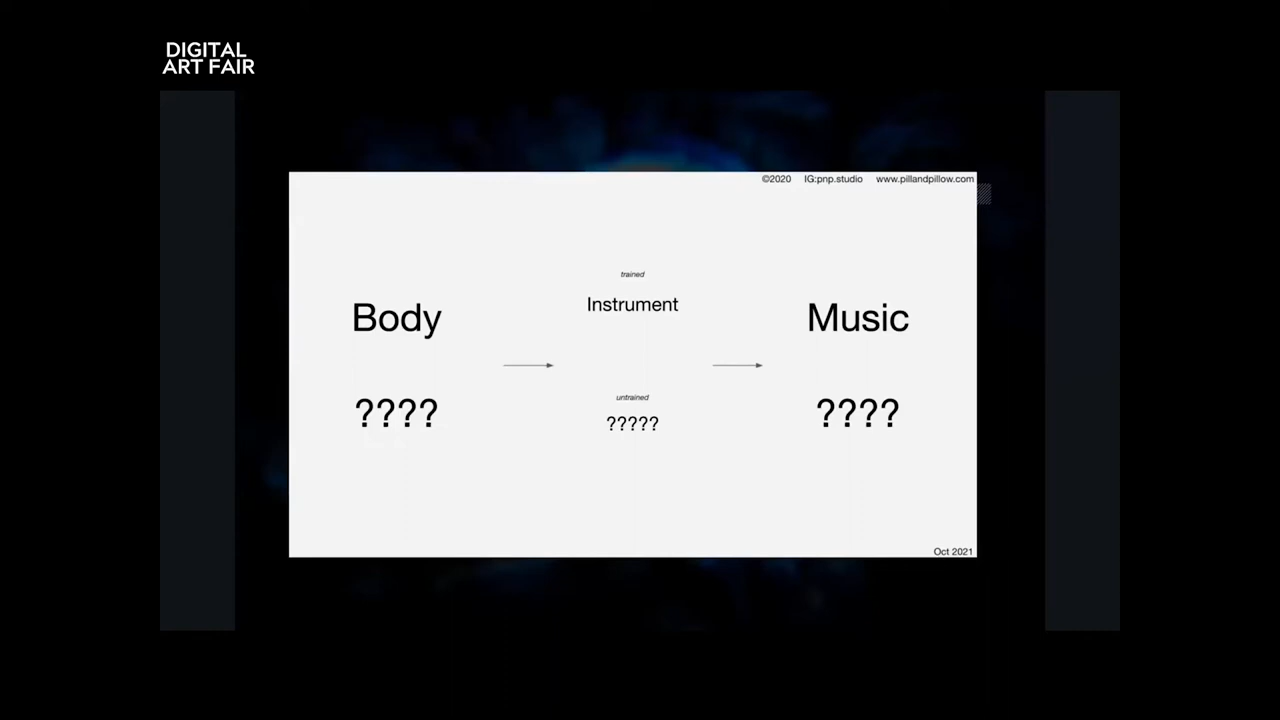 DIGITAL
ART FAIR
©2020 IG:pnp.studio www.pillandpillow.com
trained
Body Instrument Music
untrained
???? ????? ????
Oct 2021